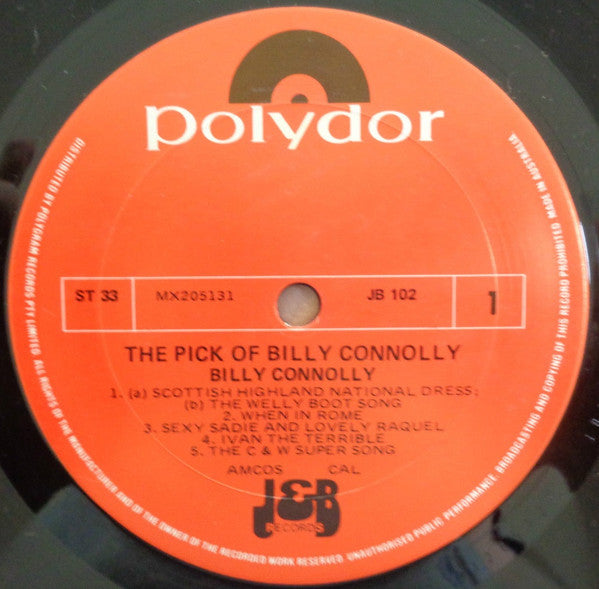 polydor
ST 33 MX205131 JB 102 1
THE PICK OF BILLY CONNOLLY
BILLY CONNOLLY
1. (a) SCOTTISH HIGHLAND NATIONAL DRESS;
(b) THE WELLY BOOT SONG
2. WHEN IN ROME
3. SEXY SADIE AND LOVELY RAQUEL
4. IVAN THE TERRIBLE
5. THE C & W SUPER SONG
AMCOS CAL
J&B
RECORDS
DISTRIBUTED BY POLYGRAM RECORDS PTY LIMITED. ALL RIGHTS OF THE MANUFACTURER AND OF THE OWNER OF THE RECORDED WORK RESERVED. UNAUTHORISED PUBLIC PERFORMANCE, BROADCASTING AND COPYING OF THIS RECORD PROHIBITED MADE IN AUSTRALIA